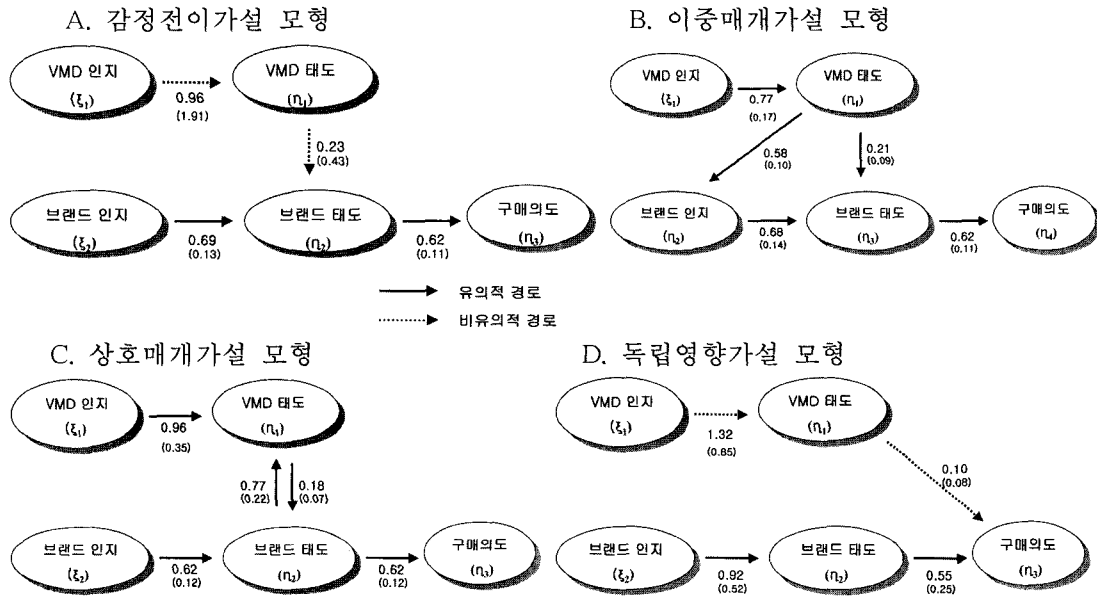 A. 감정전이가설 모형
VMD 인지
(ξ₁)
0.96
(1.91)
VMD 태도
(η₁)
0.23
(0.43)
브랜드 인지
(ξ₂)
0.69
(0.13)
브랜드 태도
(η₂)
0.62
(0.11)
구매의도
(η₃)
B. 이중매개가설 모형
VMD 인지
(ξ₁)
0.77
(0.17)
VMD 태도
(η₁)
0.58
(0.10)
0.21
(0.09)
브랜드 인지
(η₂)
0.68
(0.14)
브랜드 태도
(η₃)
0.62
(0.11)
구매의도
(η₄)
유의적 경로
비유의적 경로
C. 상호매개가설 모형
VMD 인지
(ξ₁)
0.96
(0.35)
VMD 태도
(η₁)
0.77
(0.22)
0.18
(0.07)
브랜드 인지
(ξ₂)
0.62
(0.12)
브랜드 태도
(η₂)
0.62
(0.12)
구매의도
(η₃)
D. 독립영향가설 모형
VMD 인자
(ξ₁)
1.32
(0.85)
VMD 태도
(η₁)
0.10
(0.08)
브랜드 인지
(ξ₂)
0.92
(0.52)
브랜드 태도
(η₂)
0.55
(0.25)
구매의도
(η₃)